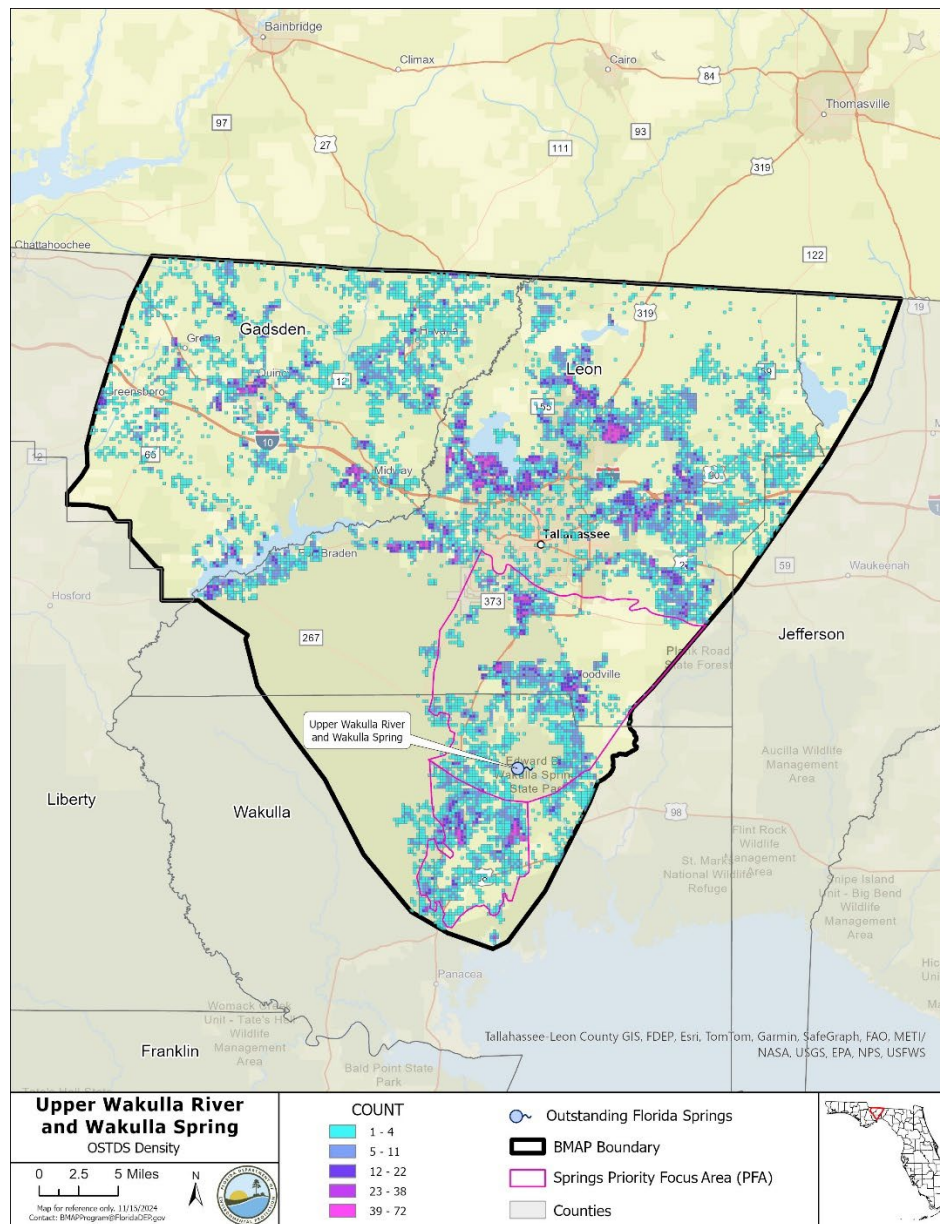 Bainbridge
Climax
Cairo
84
Thomasville
97
27
93
111
319
Chattahoochee
122
319
19
Gadsden
Gretna
Havana
Leon
Quincy
12
59
Greensboro
155
10
65
12
Midway
90
Tallahassee
Fort Braden
27
59
Waukeenah
Hosford
373
267
Jefferson
Plank Road
State Forest
Woodville
Upper Wakulla River
and Wakulla Spring
Edward B
Wakulla Springs
State Park
Aucilla Wildlife
Management
Area
Liberty
Wakulla
98
Flint Rock
Wildlife
Management
Area
St. Marks
National Wildlife
Refuge
Snipe Island
Unit - Big Bend
Wildlife
Management
Area
98
Panacea
Womack Creek
Unit - Tate's Hell
Wildlife
Management
Area
Franklin
Bald Point State
Park
Tallahassee-Leon County GIS, FDEP, Esri, TomTom, Garmin, SafeGraph, FAO, METI/
NASA, USGS, EPA, NPS, USFWS
Upper Wakulla River
and Wakulla Spring
OSTDS Density
0 2.5 5 Miles
N
Map for reference only. 11/15/2024
Contact: BMAPProgram@FloridaDEP.gov
COUNT
1 - 4
5 - 11
12 - 22
23 - 38
39 - 72
Outstanding Florida Springs
BMAP Boundary
Springs Priority Focus Area (PFA)
Counties